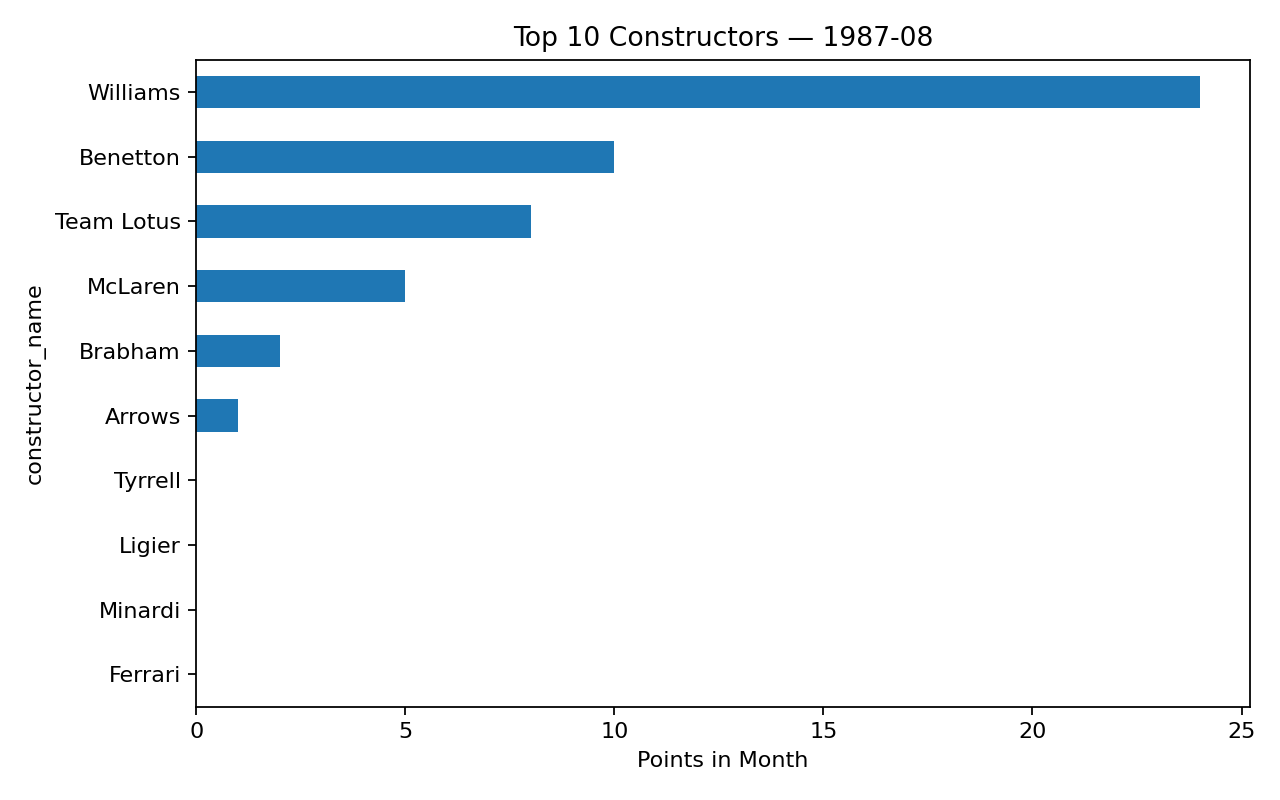 Top 10 Constructors — 1987-08
constructor_name
Williams
Benetton
Team Lotus
McLaren
Brabham
Arrows
Tyrrell
Ligier
Minardi
Ferrari
0 5 10 15 20 25
Points in Month